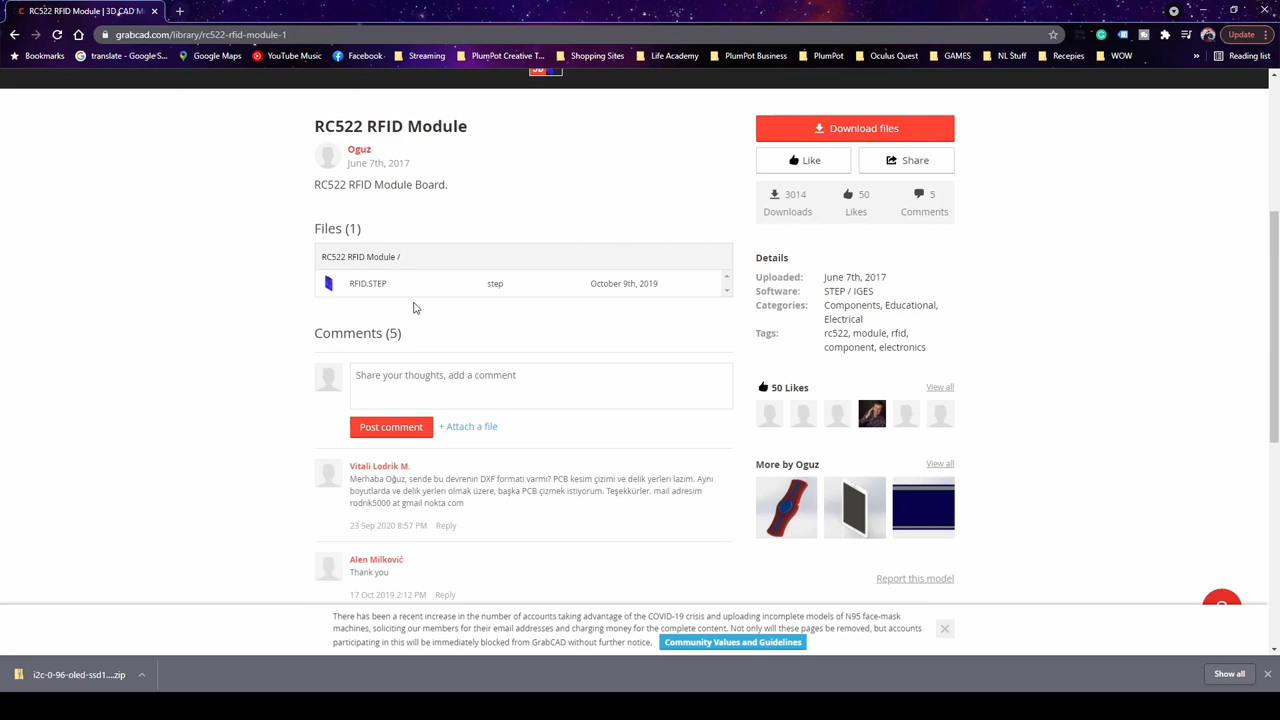 RC522 RFID Module | 3D CAD M
grabcad.com/library/rc522-rfid-module-1
Update
Bookmarks
translate - Google S
Google Maps
YouTube Music
Facebook
Streaming
PlumPot Creative T
Shopping Sites
Life Academy
PlumPot Business
PlumPot
Oculus Quest
GAMES
NL Stuff
Recepies
WOW
»
Reading list
RC522 RFID Module
Oguz
June 7th, 2017
RC522 RFID Module Board.
Files (1)
RC522 RFID Module /
RFID.STEP
step
October 9th, 2019
Comments (5)
Share your thoughts, add a comment
Post comment
+ Attach a file
Vitali Lodrik M.
Merhaba Oğuz, sende bu devrenin DXF formatı varmı? PCB kesim çizimi ve delik yerleri lazım. Aynı
boyutlarda ve delik yerleri olmak üzere, başka PCB çizmek istiyorum. Teşekkürler. mail adresim
rodnik5000 at gmail nokta com
23 Sep 2020 8:57 PM
Reply
Alen Milković
Thank you
17 Oct 2019 2:12 PM
Reply
Download files
Like
Share
3014
Downloads
50
Likes
5
Comments
Details
Uploaded:
June 7th, 2017
Software:
STEP / IGES
Categories:
Components, Educational,
Electrical
Tags:
rc522, module, rfid,
component, electronics
50 Likes
View all
More by Oguz
View all
Report this model
There has been a recent increase in the number of accounts taking advantage of the COVID-19 crisis and uploading incomplete models of N95 face-mask
machines, soliciting our members for their email addresses and charging money for the complete content. Not only will these pages be removed, but accounts
participating in this will be immediately blocked from GrabCAD without further notice.
Community Values and Guidelines
i2c-0-96-oled-ssd1....zip
Show all